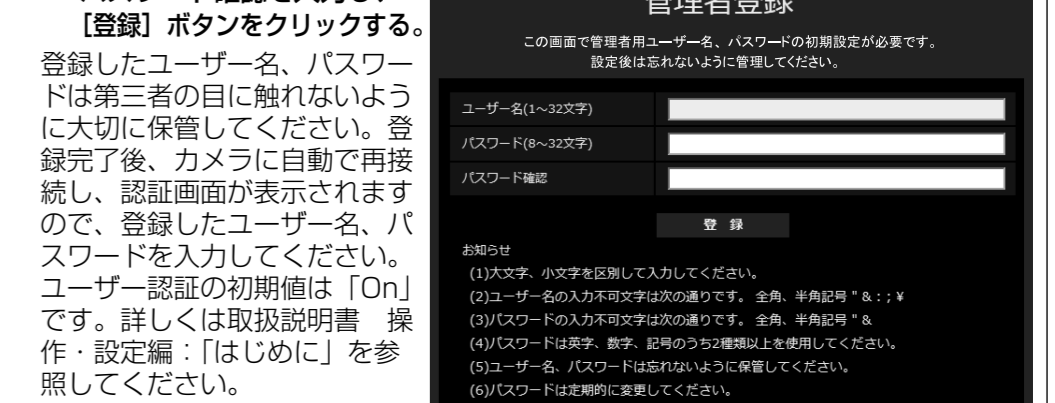 ［登録］ボタンをクリックする。
登録したユーザー名、パスワー
ドは第三者の目に触れないよう
に大切に保管してください。登
録完了後、カメラに自動で再接
続し、認証画面が表示されます
ので、登録したユーザー名、パ
スワードを入力してください。
ユーザー認証の初期値は「On」
です。詳しくは取扱説明書　操
作・設定編：「はじめに」を参
照してください。
管理者登録
この画面で管理者用ユーザー名、パスワードの初期設定が必要です。
設定後は忘れないように管理してください。
ユーザー名(1～32文字)
パスワード(8～32文字)
パスワード確認
登 録
お知らせ
(1)大文字、小文字を区別して入力してください。
(2)ユーザー名の入力不可文字は次の通りです。 全角、半角記号 " & : ; ¥
(3)パスワードの入力不可文字は次の通りです。 全角、半角記号 " &
(4)パスワードは英字、数字、記号のうち2種類以上を使用してください。
(5)ユーザー名、パスワードは忘れないように保管してください。
(6)パスワードは定期的に変更してください。